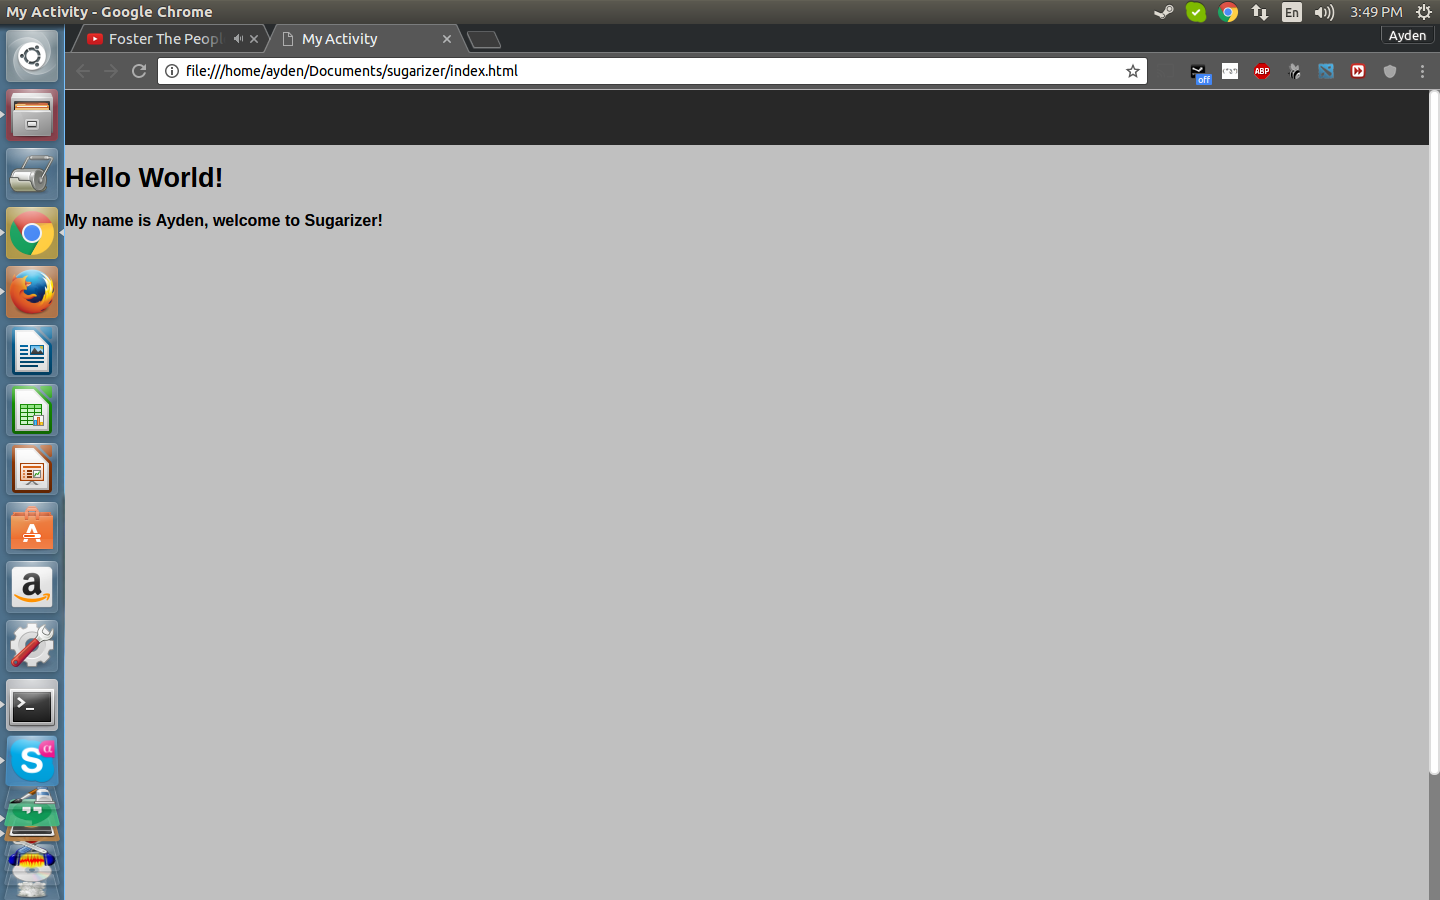 My Activity - Google Chrome
En
3:49 PM
Foster The Peopl
My Activity
Ayden
file:///home/ayden/Documents/sugarizer/index.html
off
ABP
Hello World!
My name is Ayden, welcome to Sugarizer!